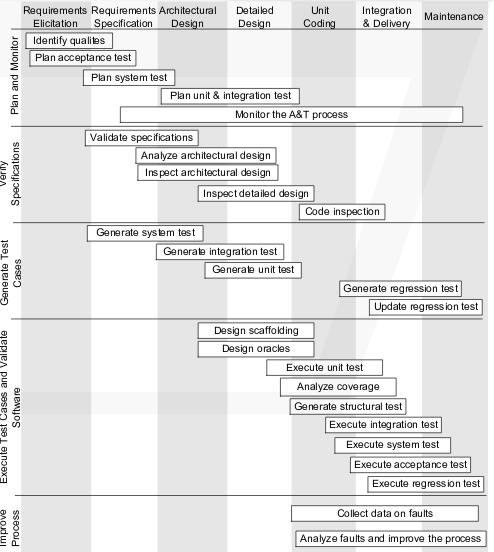 Requirements Elicitation
Requirements Specification
Architectural Design
Detailed Design
Unit Coding
Integration & Delivery
Maintenance
Plan and Monitor
Identify qualites
Plan acceptance test
Plan system test
Plan unit & integration test
Monitor the A&T process
Verify Specifications
Validate specifications
Analyze architectural design
Inspect architectural design
Inspect detailed design
Code inspection
Generate Test Cases
Generate system test
Generate integration test
Generate unit test
Generate regression test
Update regression test
Execute Test Cases and Validate Software
Design scaffolding
Design oracles
Execute unit test
Analyze coverage
Generate structural test
Execute integration test
Execute system test
Execute acceptance test
Execute regression test
Improve Process
Collect data on faults
Analyze faults and improve the process